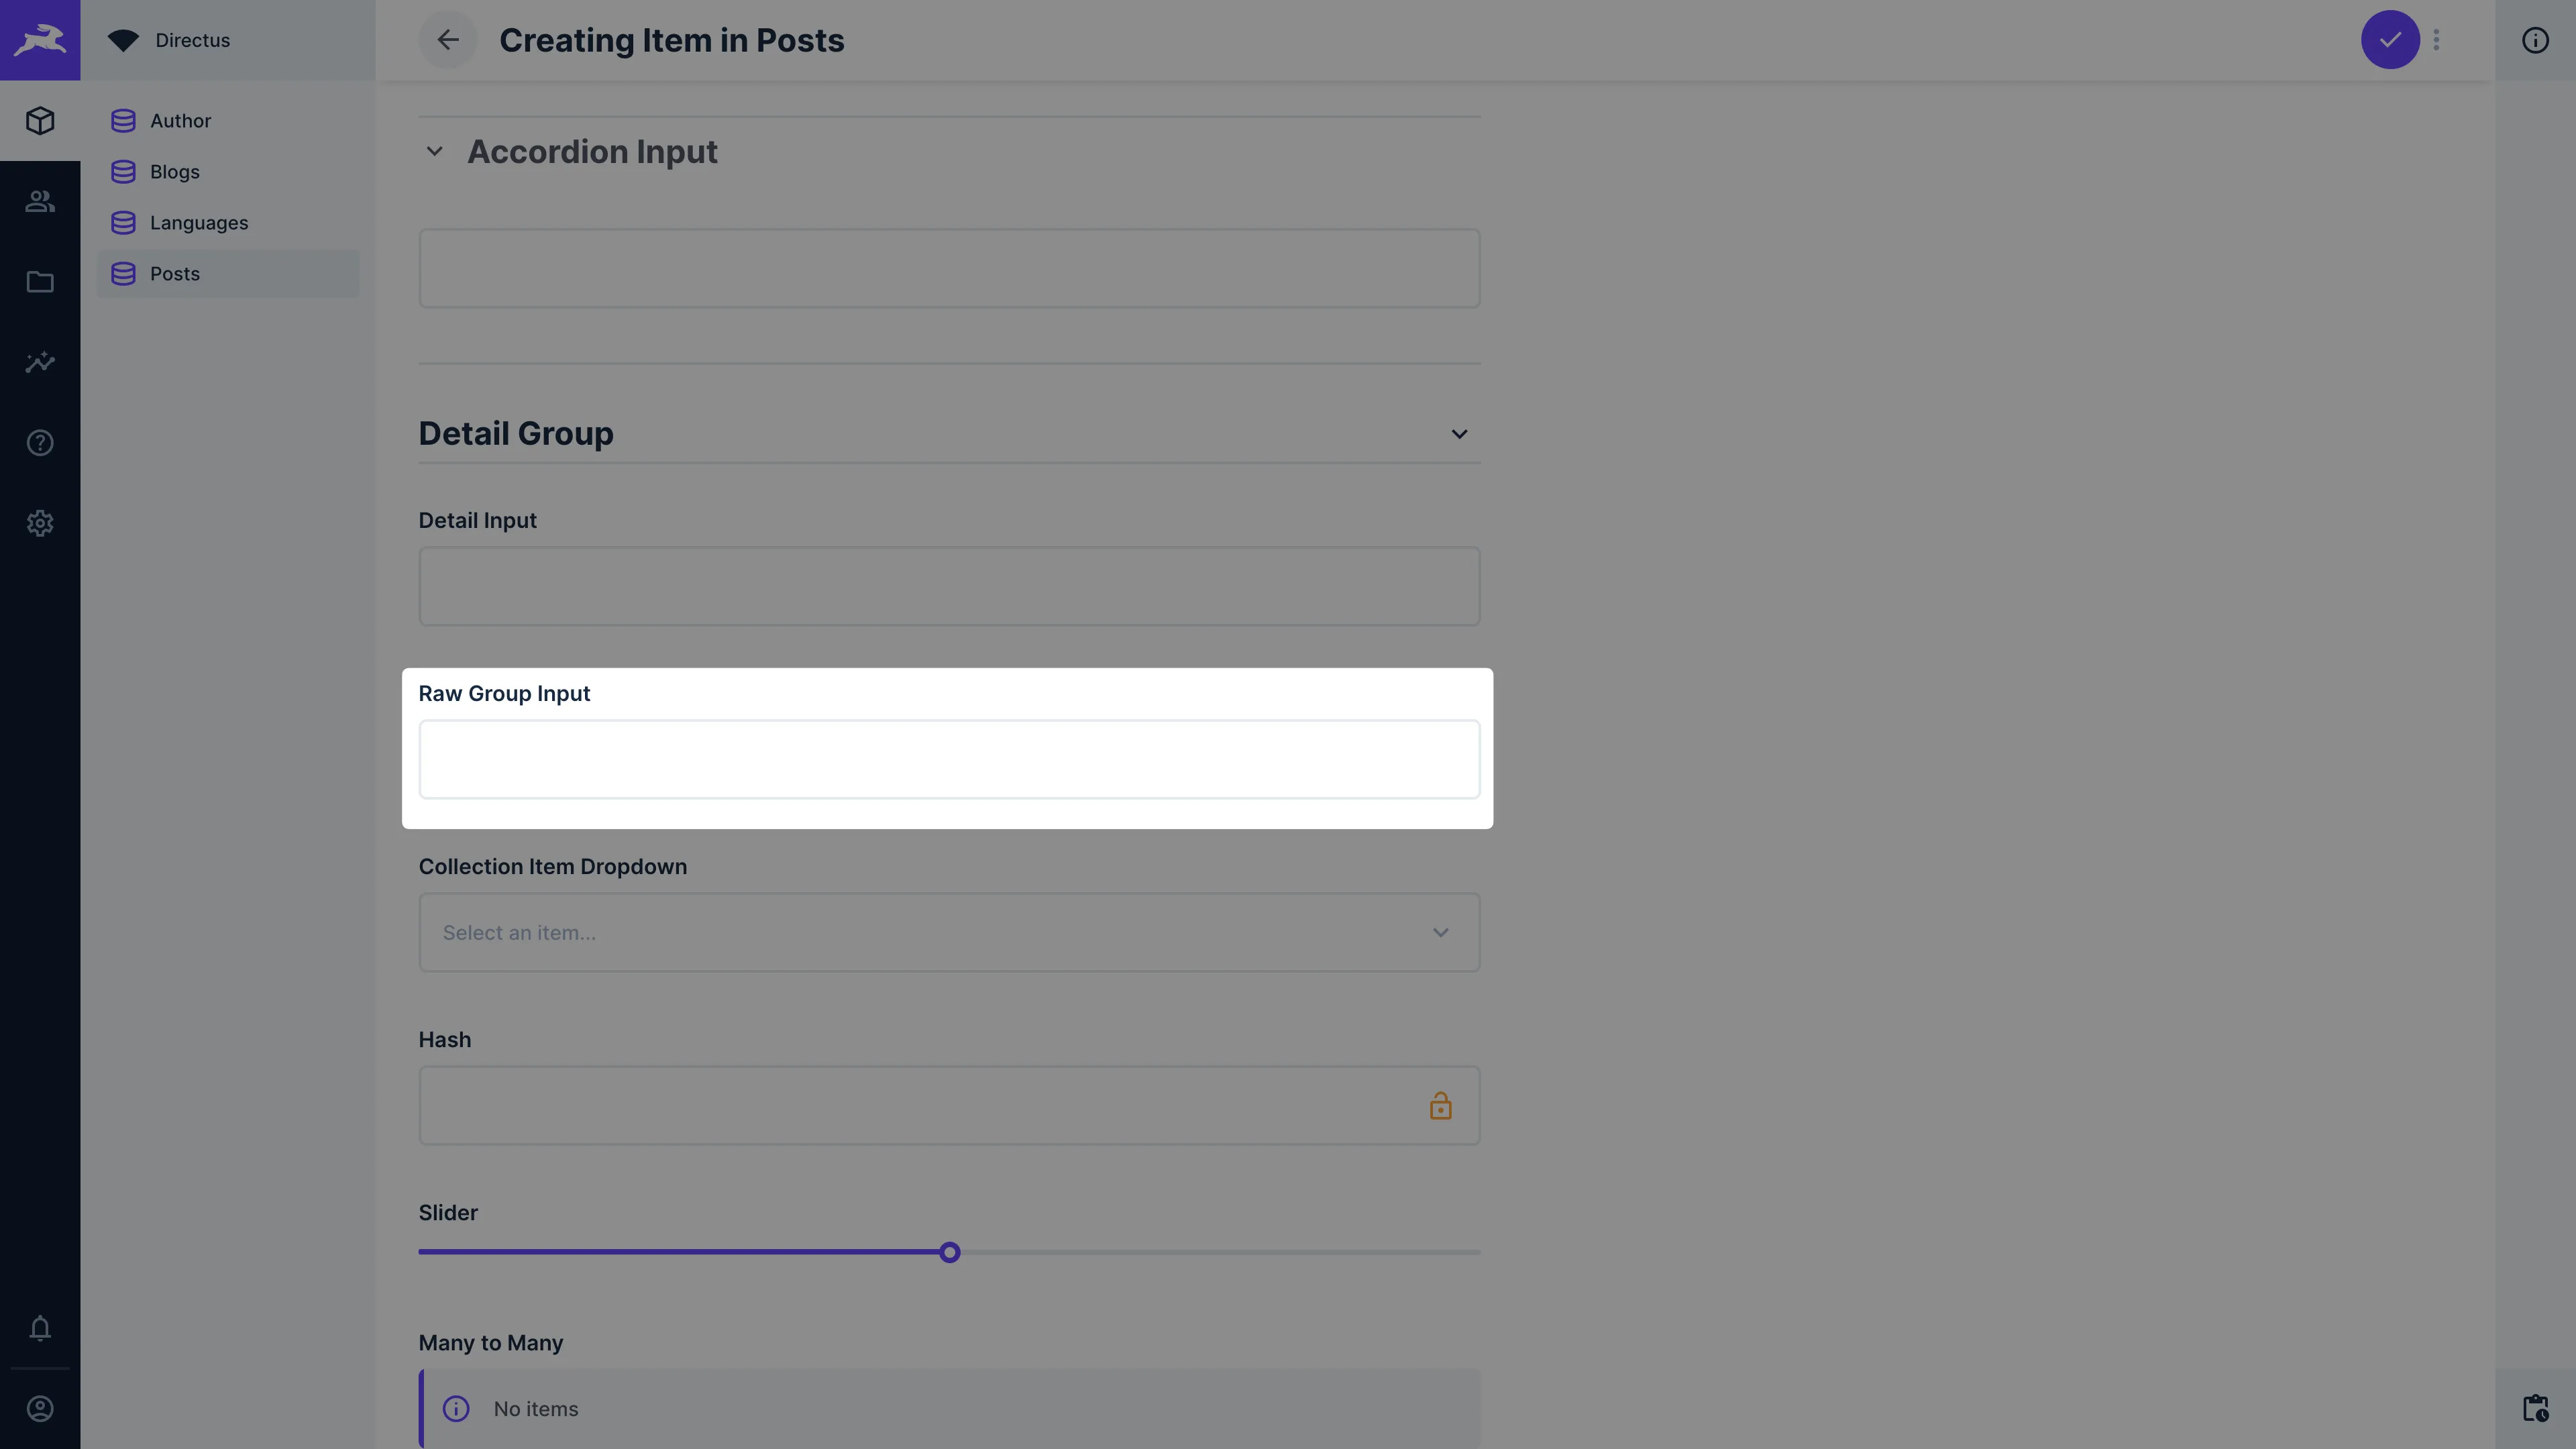 Directus
Creating Item in Posts
Author
Blogs
Languages
Posts
Accordion Input
Detail Group
Detail Input
Raw Group Input
Collection Item Dropdown
Select an item...
Hash
Slider
Many to Many
No items